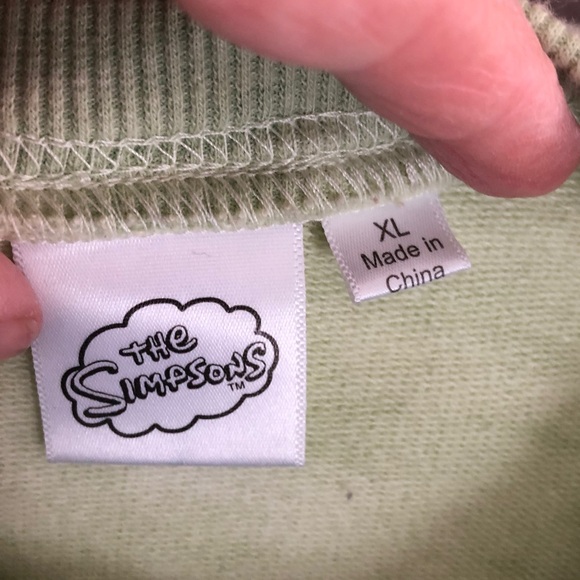 THE
SIMPSONS
TM
XL
Made in
China